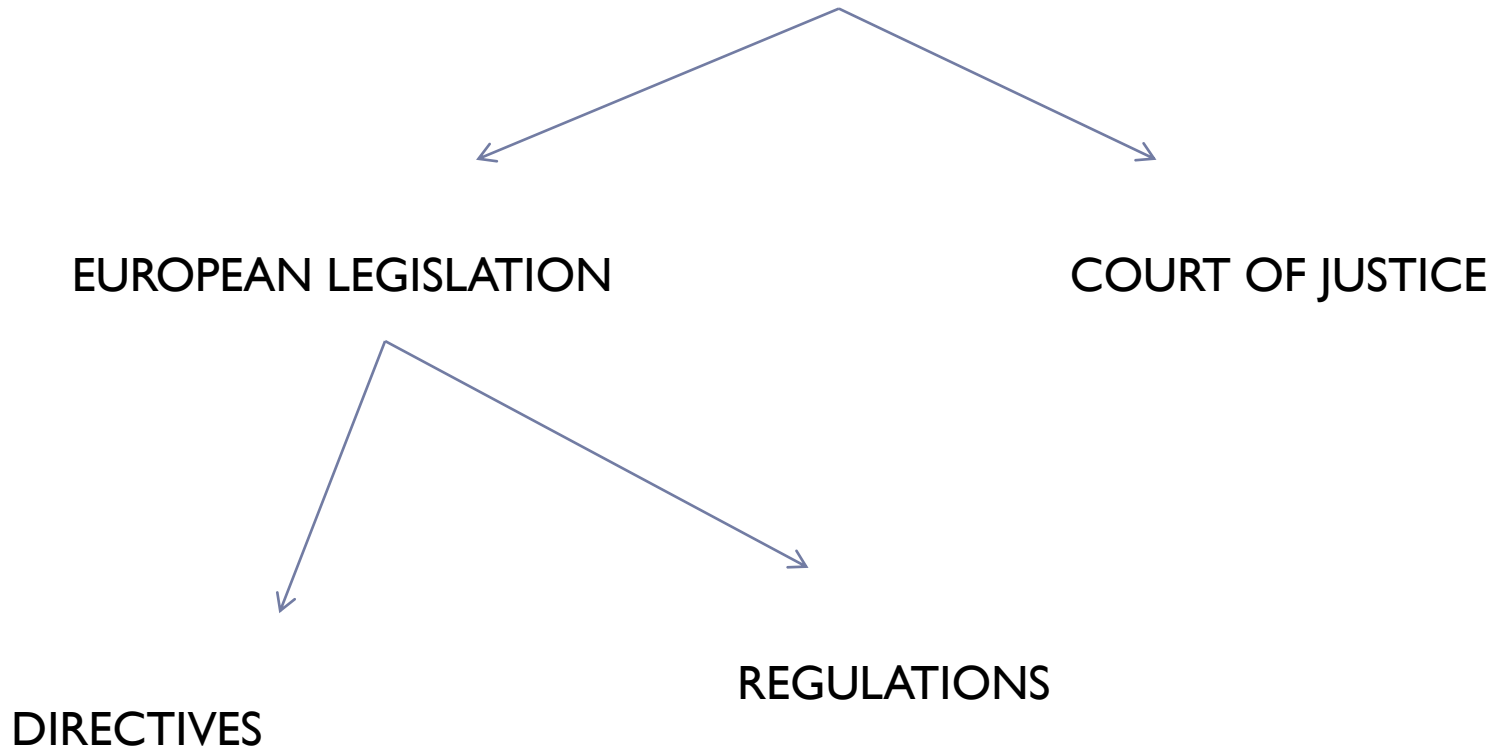 EUROPEAN LEGISLATION
COURT OF JUSTICE
REGULATIONS
DIRECTIVES